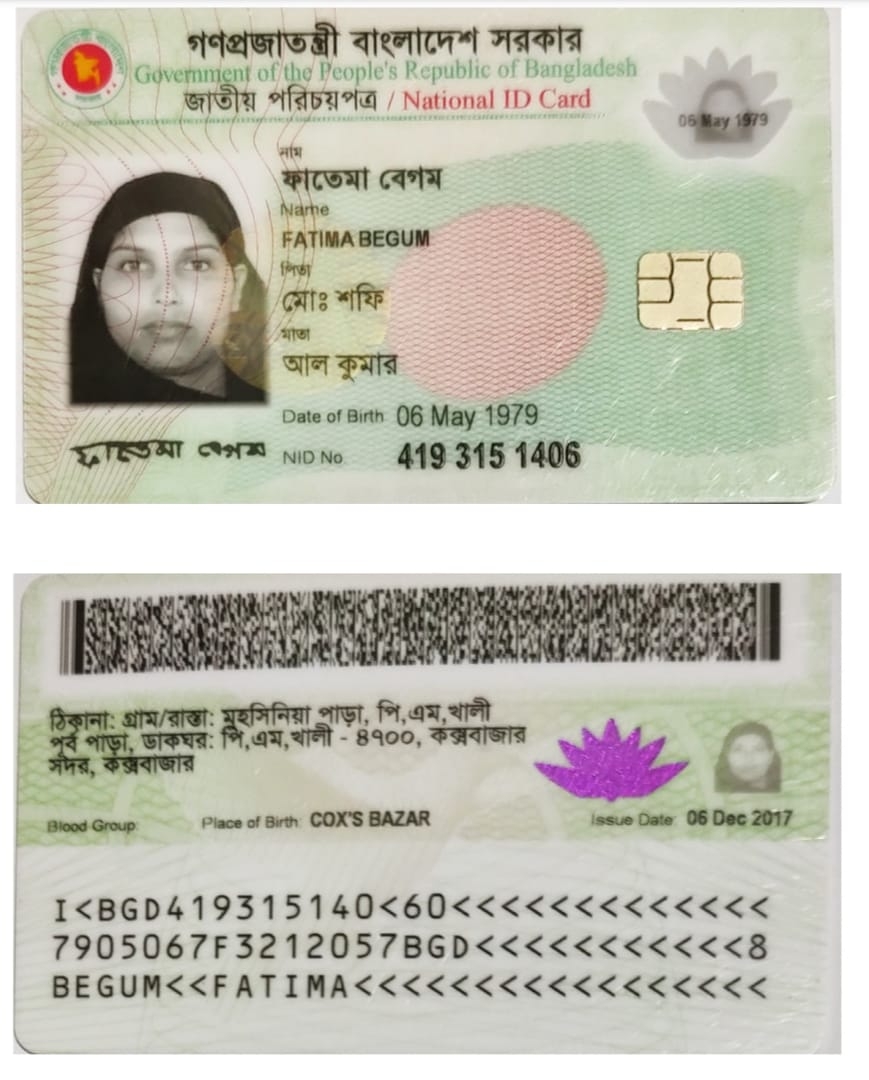 গণপ্রজাতন্ত্রী বাংলাদেশ সরকার
Government of the People's Republic of Bangladesh
জাতীয় পরিচয়পত্র / National ID Card
06 May 1979
নাম
ফাতেমা বেগম
Name
FATIMA BEGUM
পিতা
মোঃ শফি
মাতা
আল কুমার
Date of Birth 06 May 1979
ফাতেমা বেগম
NID No. 419 315 1406
ঠিকানা: গ্রাম/রাস্তা: মুহসিনিয়া পাড়া, পি,এম,খালী
পূর্ব পাড়া, ডাকঘর: পি,এম,খালী - ৪৭০০, কক্সবাজার
সদর, কক্সবাজার
Blood Group: Place of Birth: COX'S BAZAR Issue Date: 06 Dec 2017
I<BGD419315140<60<<<<<<<<<<<<<
7905067F3212057BGD<<<<<<<<<<<8
BEGUM<<FATIMA<<<<<<<<<<<<<<<<<